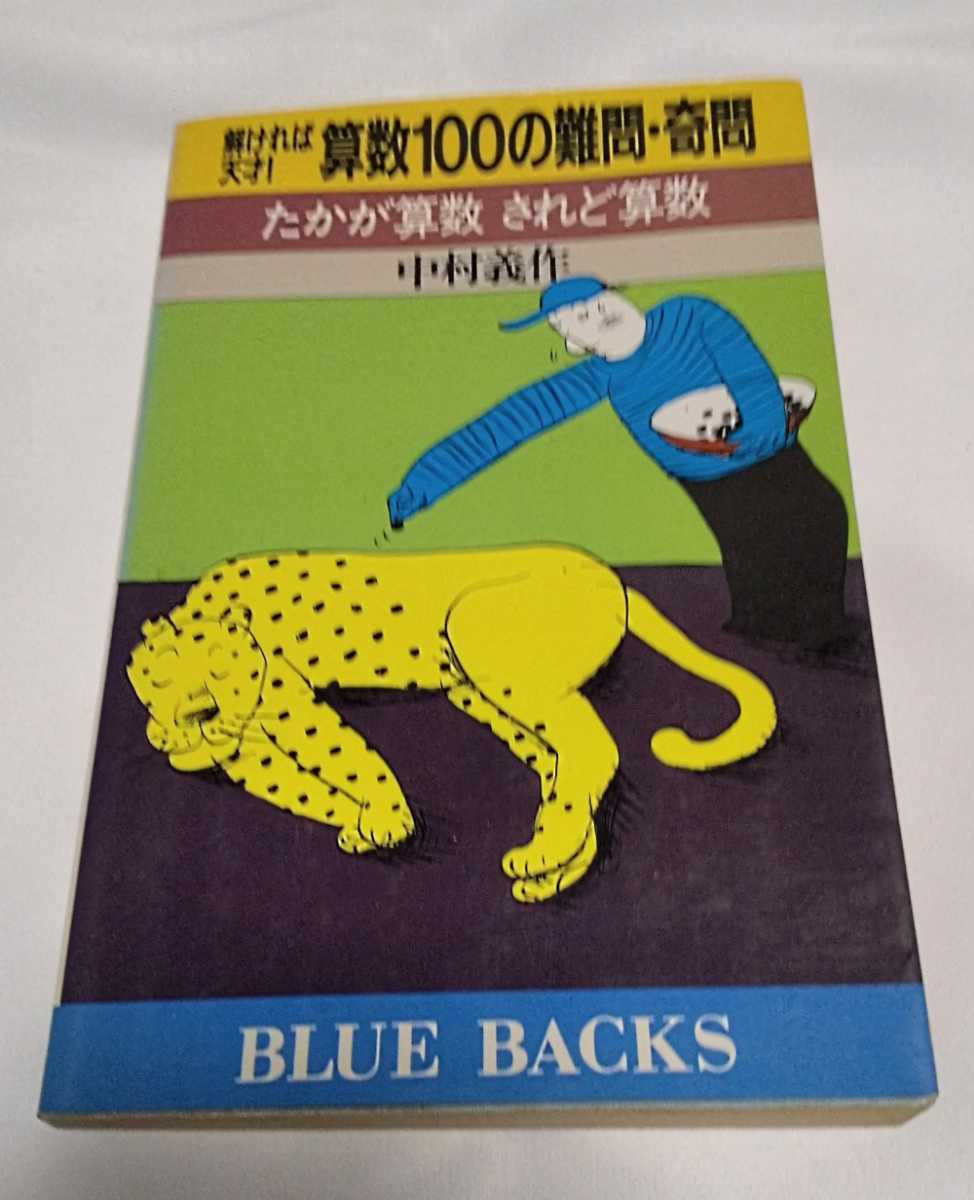 解ければ
天才!
算数100の難問・奇問
たかが算数 されど算数
中村義作
BLUE BACKS